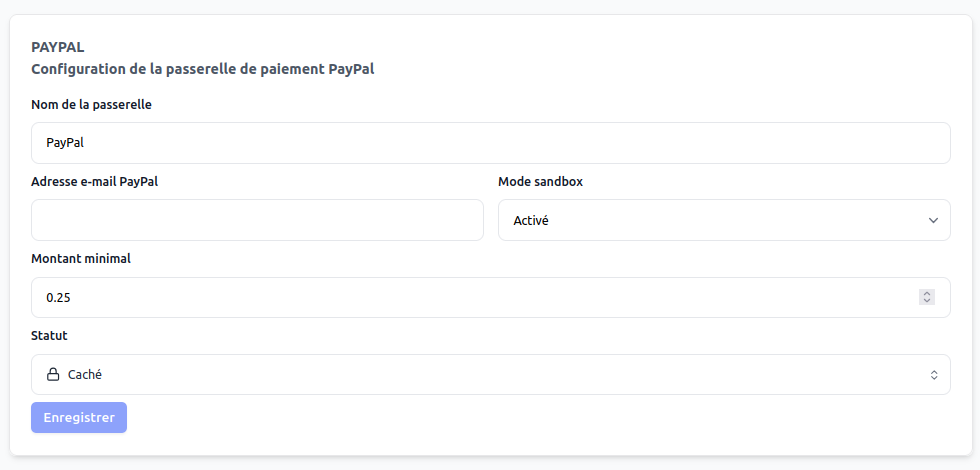 PAYPAL
Configuration de la passerelle de paiement PayPal
Nom de la passerelle
PayPal
Adresse e-mail PayPal
Mode sandbox
Activé
Montant minimal
0.25
Statut
Caché
Enregistrer